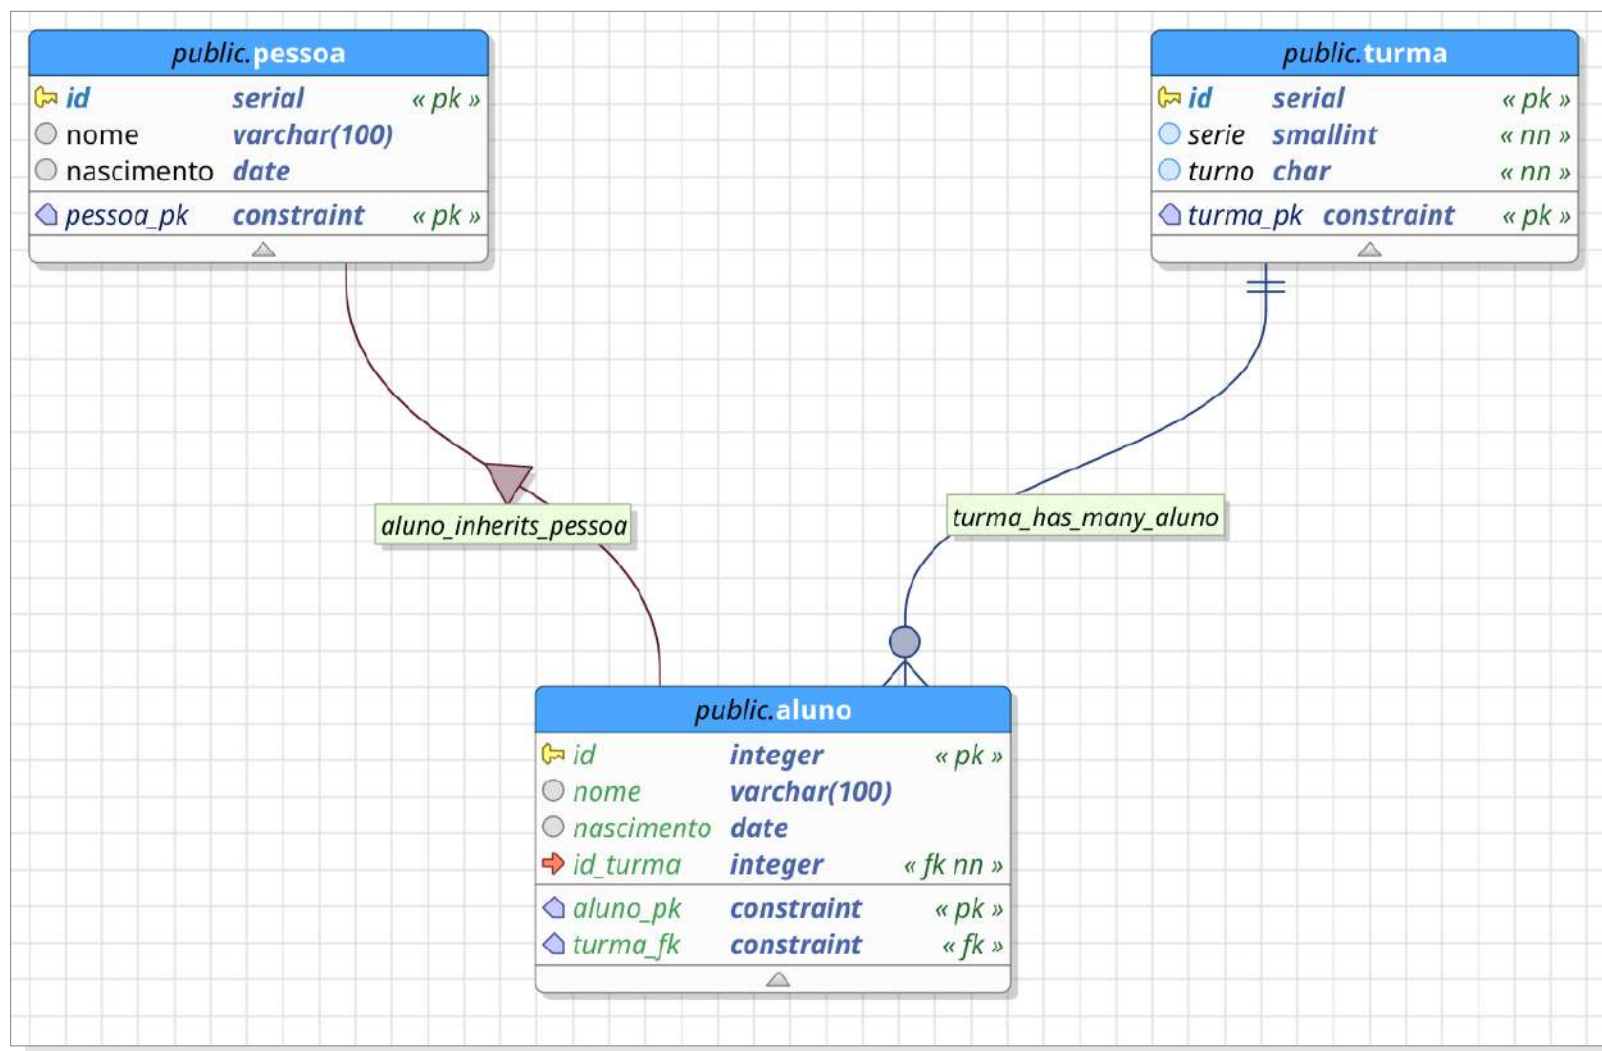 public.pessoa
id serial « pk »
nome varchar(100)
nascimento date
pessoa_pk constraint « pk »
public.turma
id serial « pk »
serie smallint « nn »
turno char « nn »
turma_pk constraint « pk »
aluno_inherits_pessoa
turma_has_many_aluno
public.aluno
id integer « pk »
nome varchar(100)
nascimento date
id_turma integer « fk nn »
aluno_pk constraint « pk »
turma_fk constraint « fk »